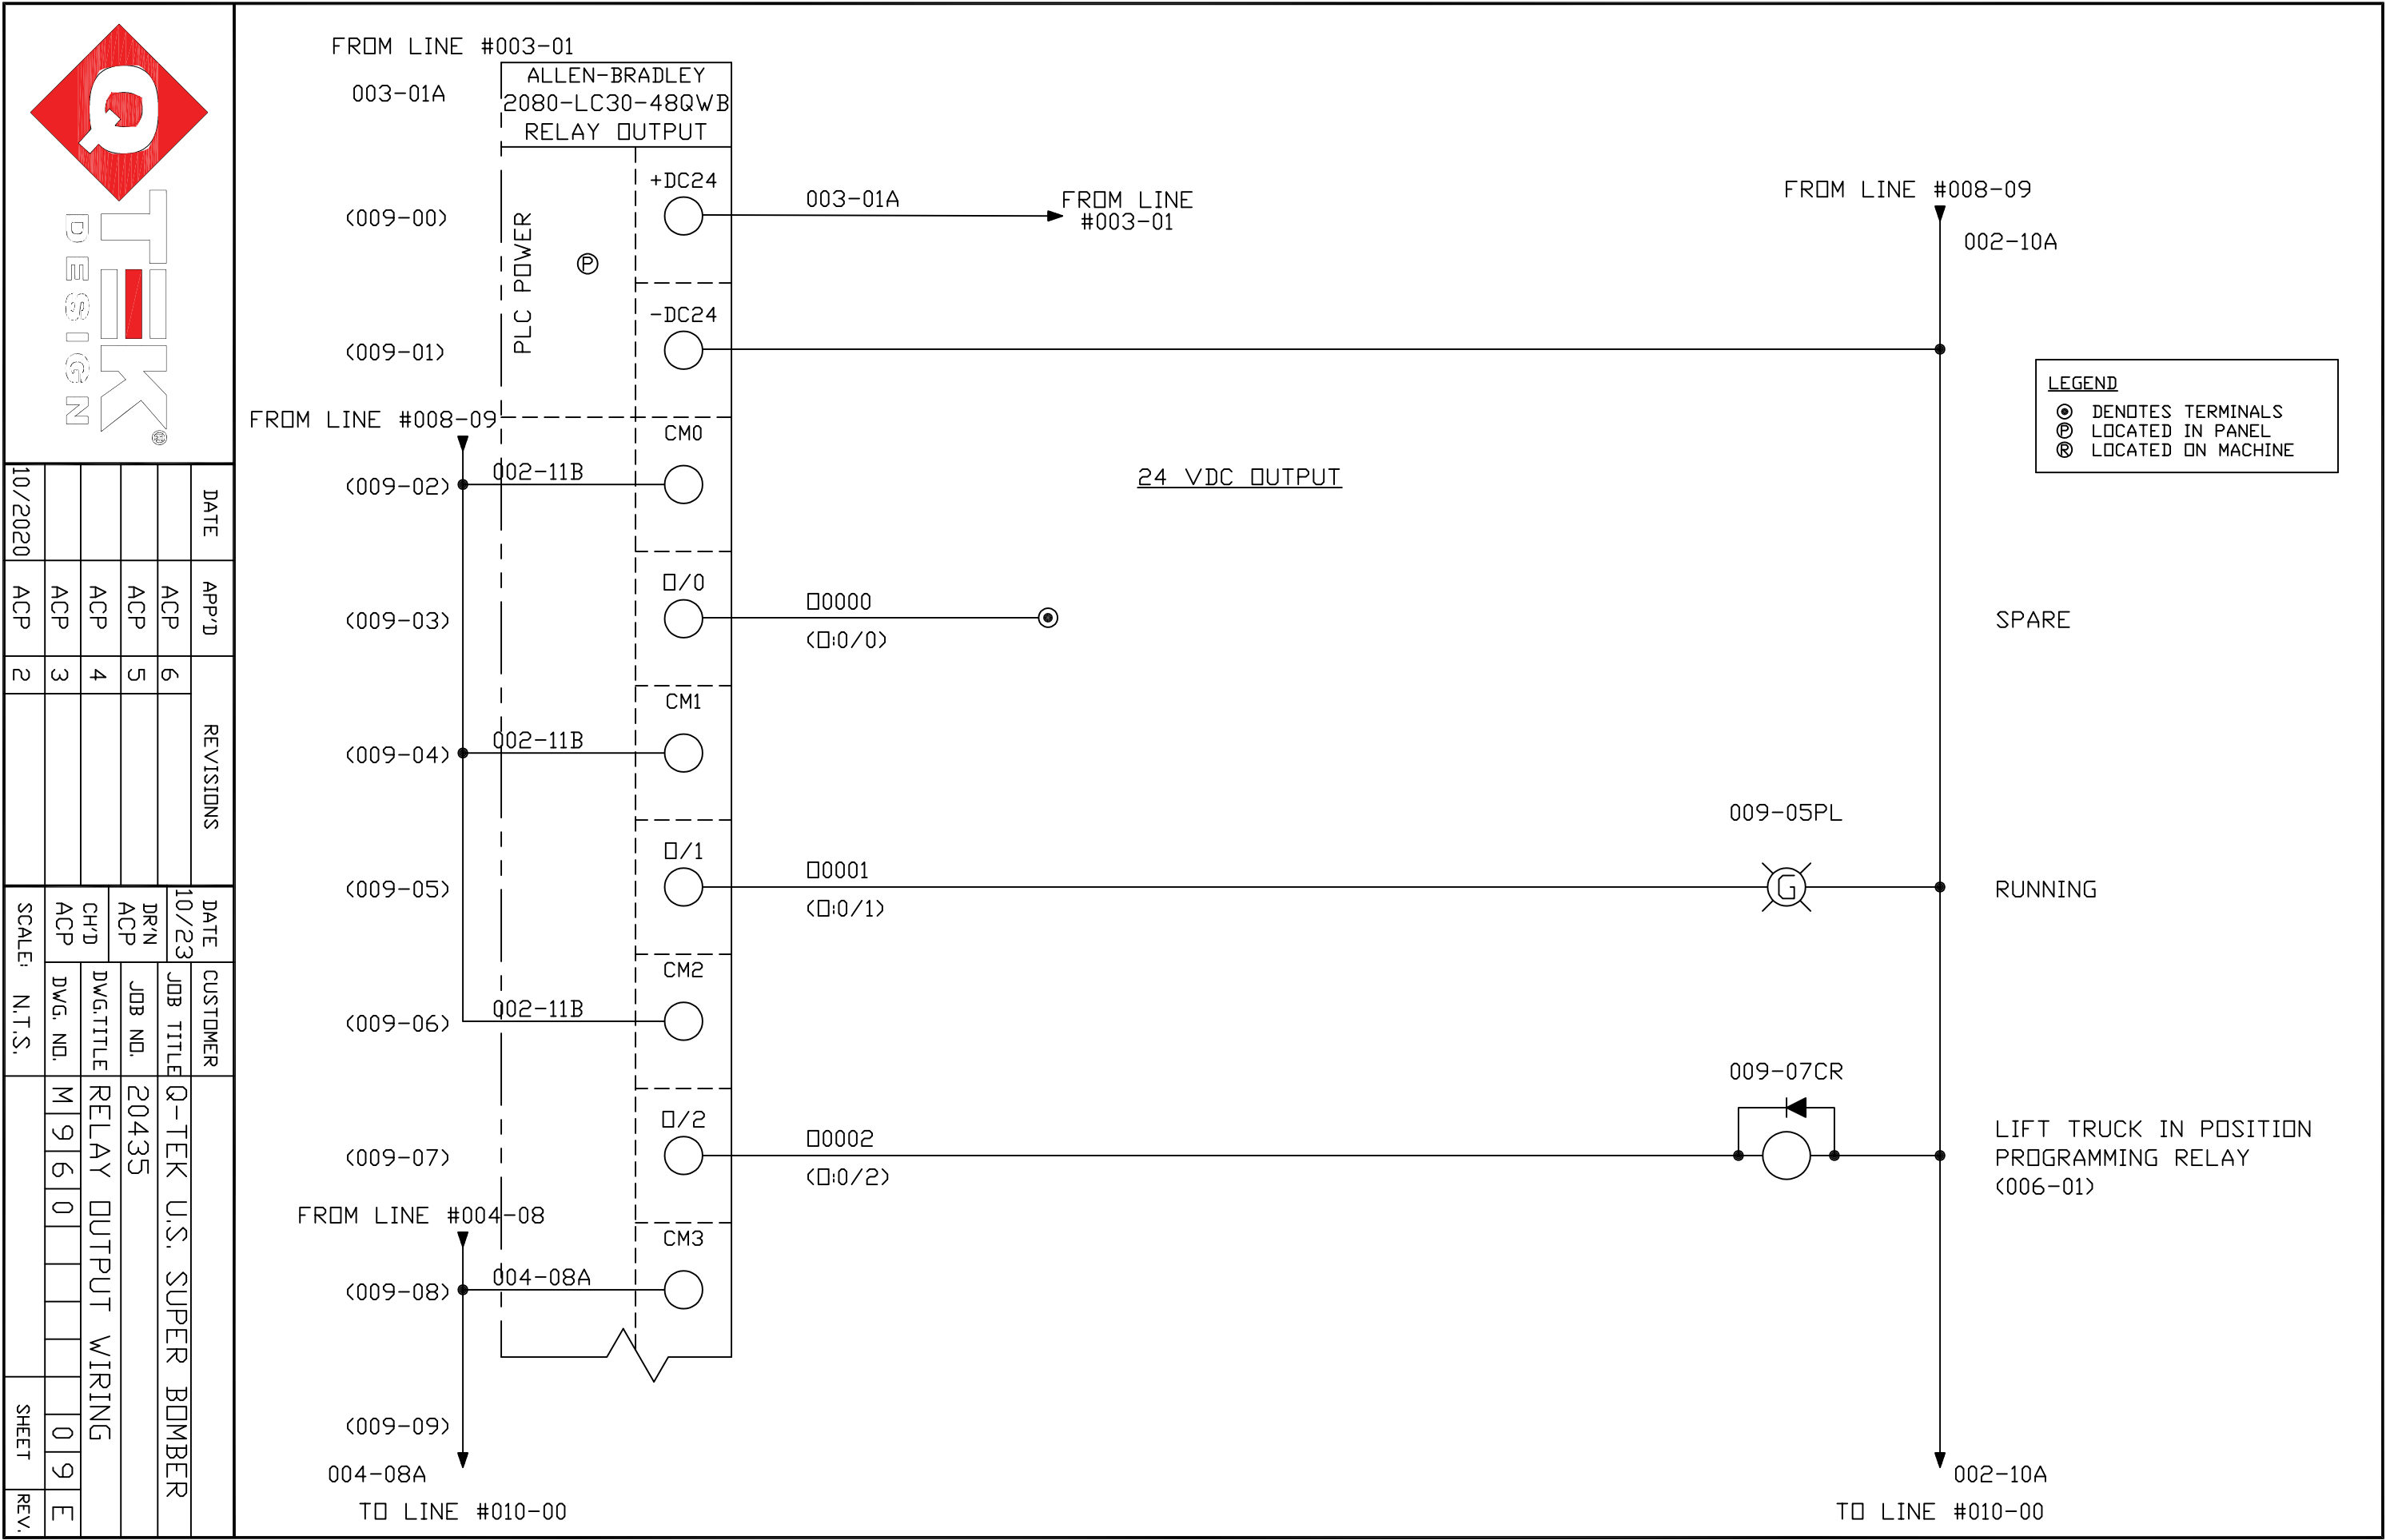 FROM LINE #003-01
003-01A
ALLEN-BRADLEY
2080-LC30-48QWB
RELAY OUTPUT
PLC POWER
P
+DC24
(009-00)
003-01A
FROM LINE
#003-01
FROM LINE #008-09
002-10A
-DC24
(009-01)
LEGEND
DENOTES TERMINALS
P LOCATED IN PANEL
R LOCATED ON MACHINE
FROM LINE #008-09
CM0
(009-02)
002-11B
24 VDC OUTPUT
O/0
(009-03)
O0000
(O:0/0)
SPARE
CM1
(009-04)
002-11B
O/1
(009-05)
O0001
(O:0/1)
009-05PL
G
RUNNING
CM2
(009-06)
002-11B
O/2
(009-07)
O0002
(O:0/2)
009-07CR
LIFT TRUCK IN POSITION
PROGRAMMING RELAY
(006-01)
FROM LINE #004-08
CM3
(009-08)
004-08A
(009-09)
004-08A
TO LINE #010-00
002-10A
TO LINE #010-00
Q
TEK®
DESIGN
DATE APP'D REVISIONS
ACP 6
ACP 5
ACP 4
ACP 3
10/2020 ACP 2
DATE
10/23
DR'N
ACP
CH'D
ACP
SCALE: N.T.S.
CUSTOMER
JOB TITLE Q-TEK U.S. SUPER BOMBER
JOB NO. 20435
DWG.TITLE RELAY OUTPUT WIRING
DWG. NO. M960 09 E
SHEET REV.